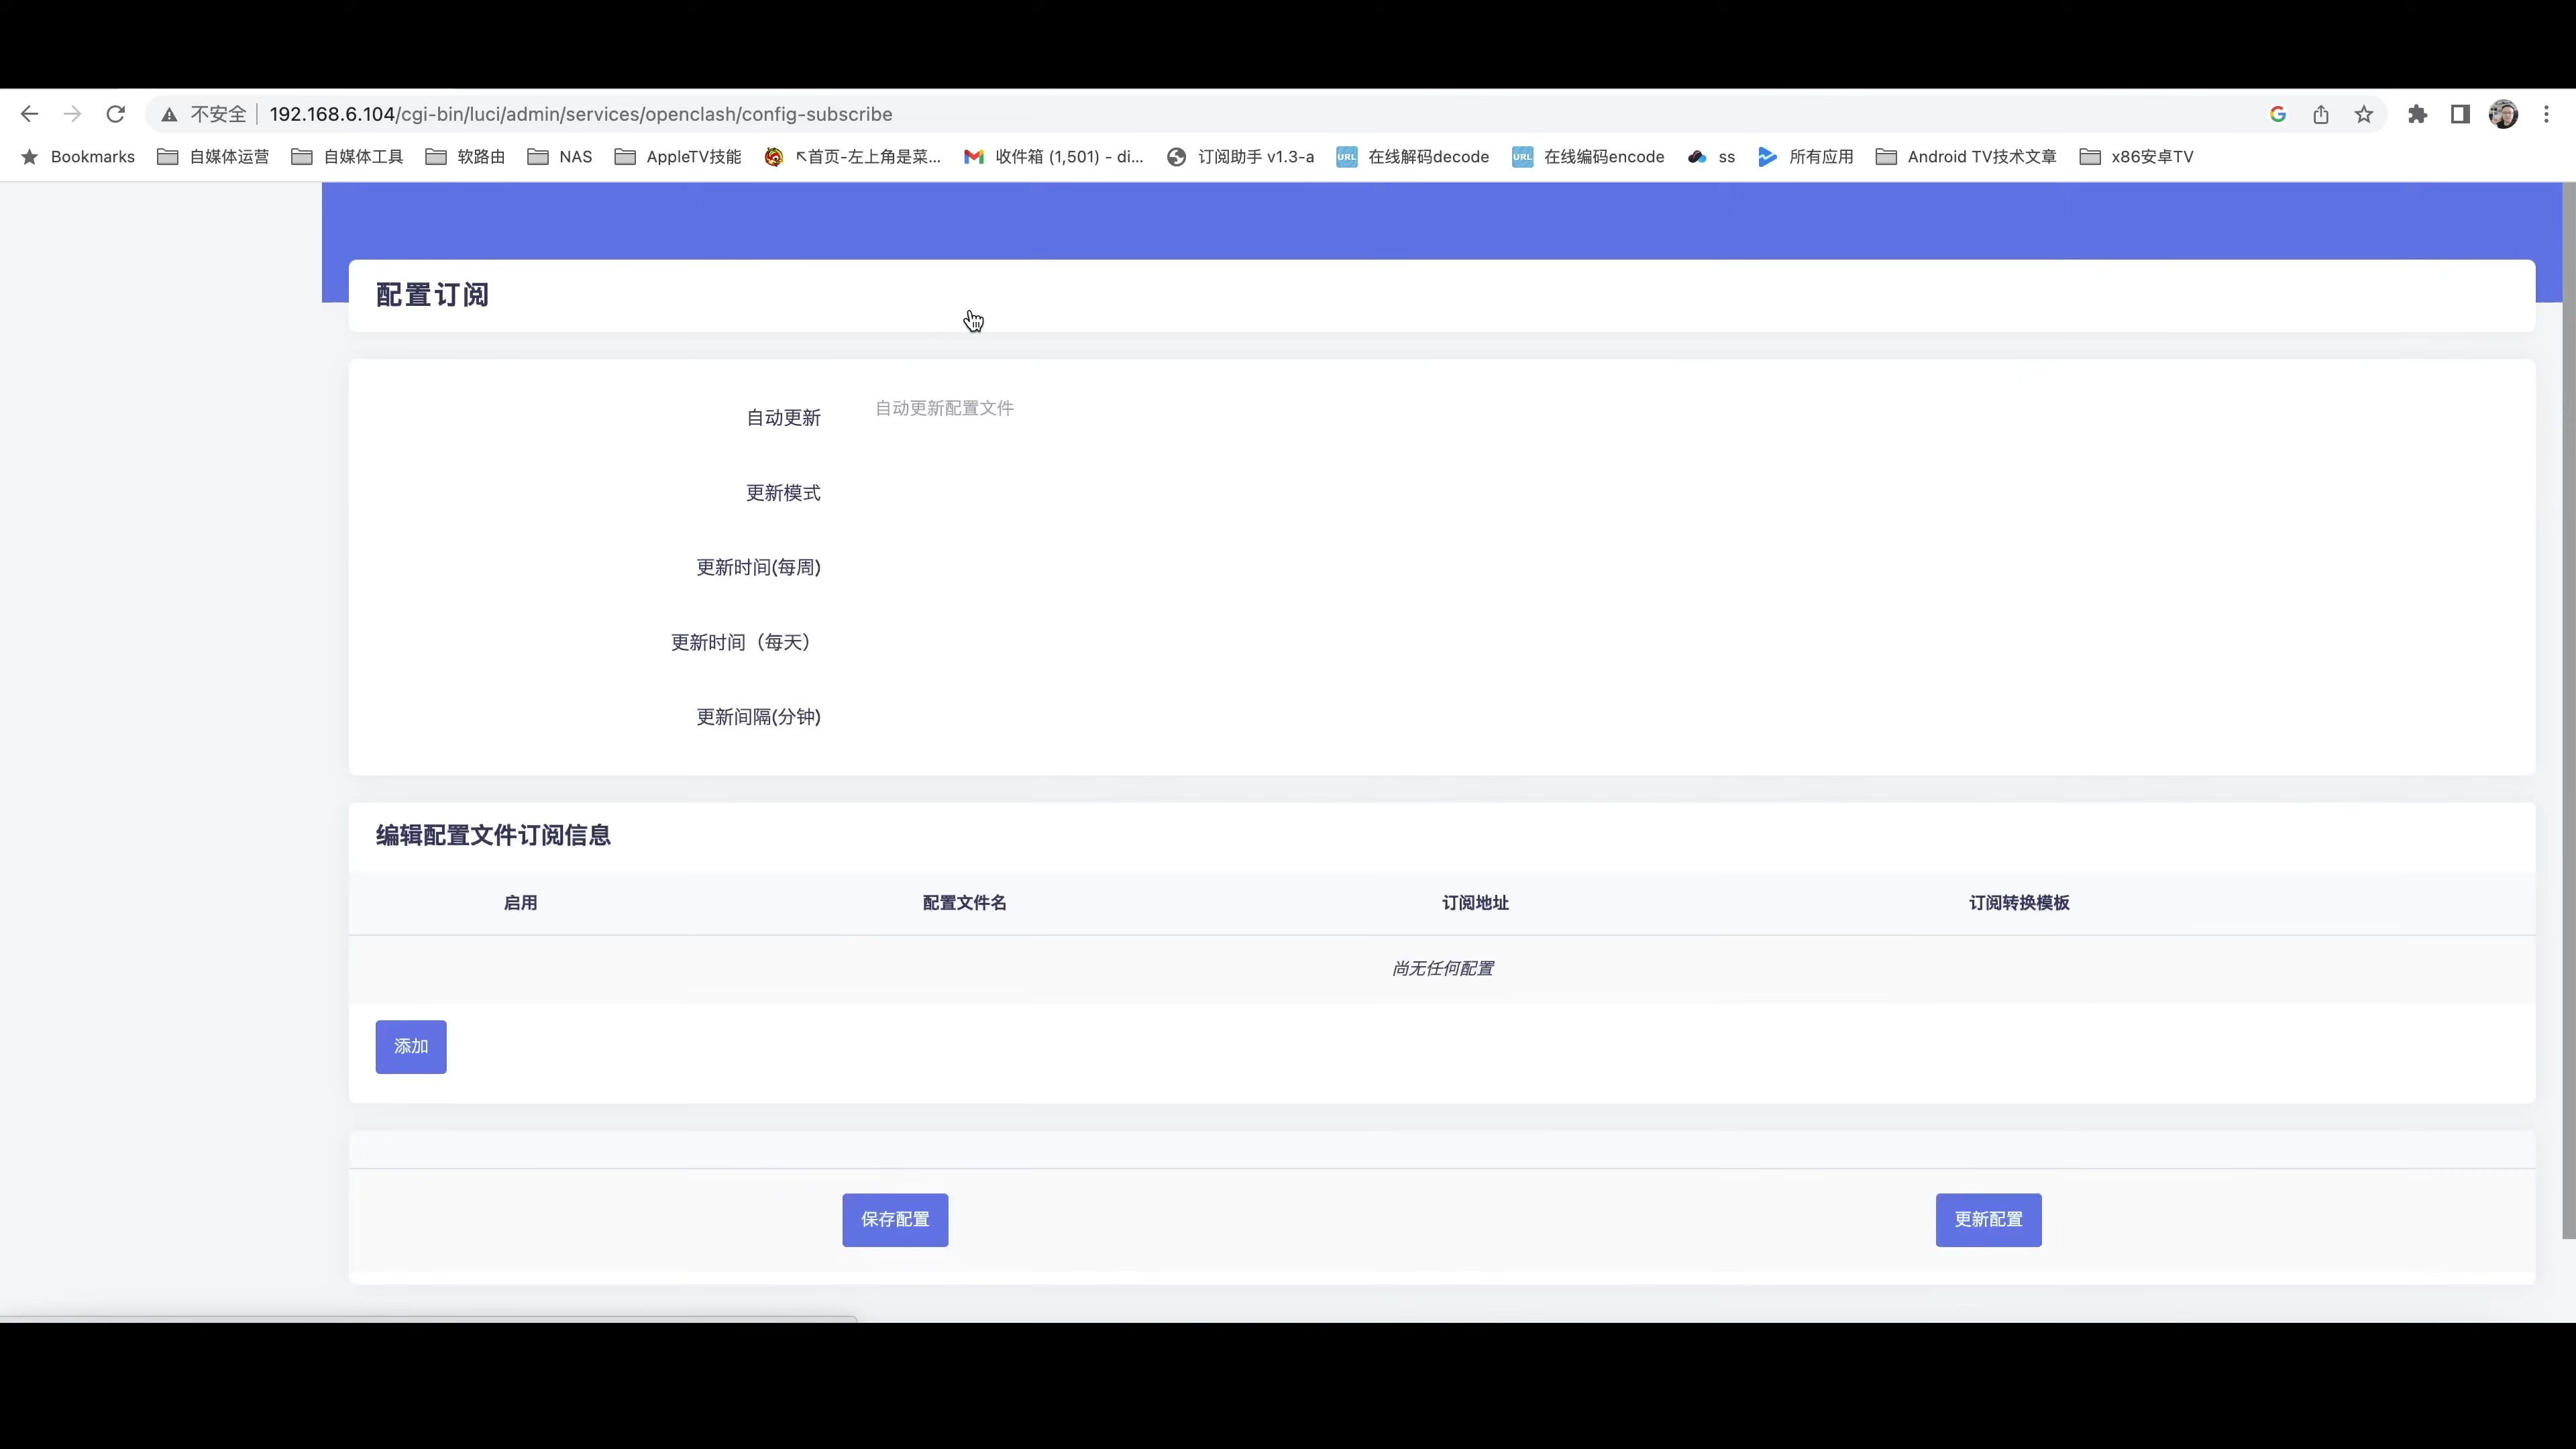 不安全 192.168.6.104/cgi-bin/luci/admin/services/openclash/config-subscribe
Bookmarks 自媒体运营 自媒体工具 软路由 NAS AppleTV技能 ↖首页-左上角是菜... 收件箱 (1,501) - di... 订阅助手 v1.3-a URL 在线解码decode URL 在线编码encode ss 所有应用 Android TV技术文章 x86安卓TV
配置订阅
自动更新 自动更新配置文件
更新模式
更新时间(每周)
更新时间（每天）
更新间隔(分钟)
编辑配置文件订阅信息
启用 配置文件名 订阅地址 订阅转换模板
尚无任何配置
添加
保存配置 更新配置